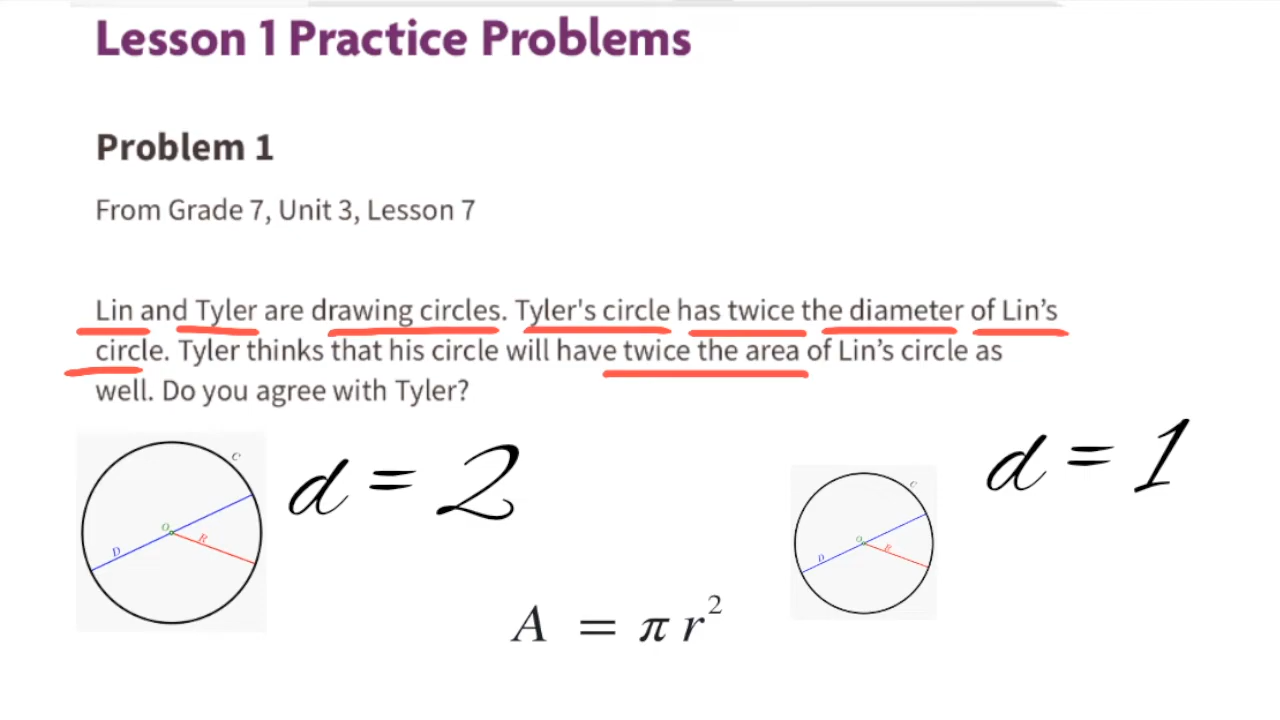 Lesson 1 Practice Problems
Problem 1
From Grade 7, Unit 3, Lesson 7
Lin and Tyler are drawing circles. Tyler's circle has twice the diameter of Lin’s
circle. Tyler thinks that his circle will have twice the area of Lin’s circle as
well. Do you agree with Tyler?
C
O
D
R
d = 2
C
O
D
R
d = 1
A = π r²